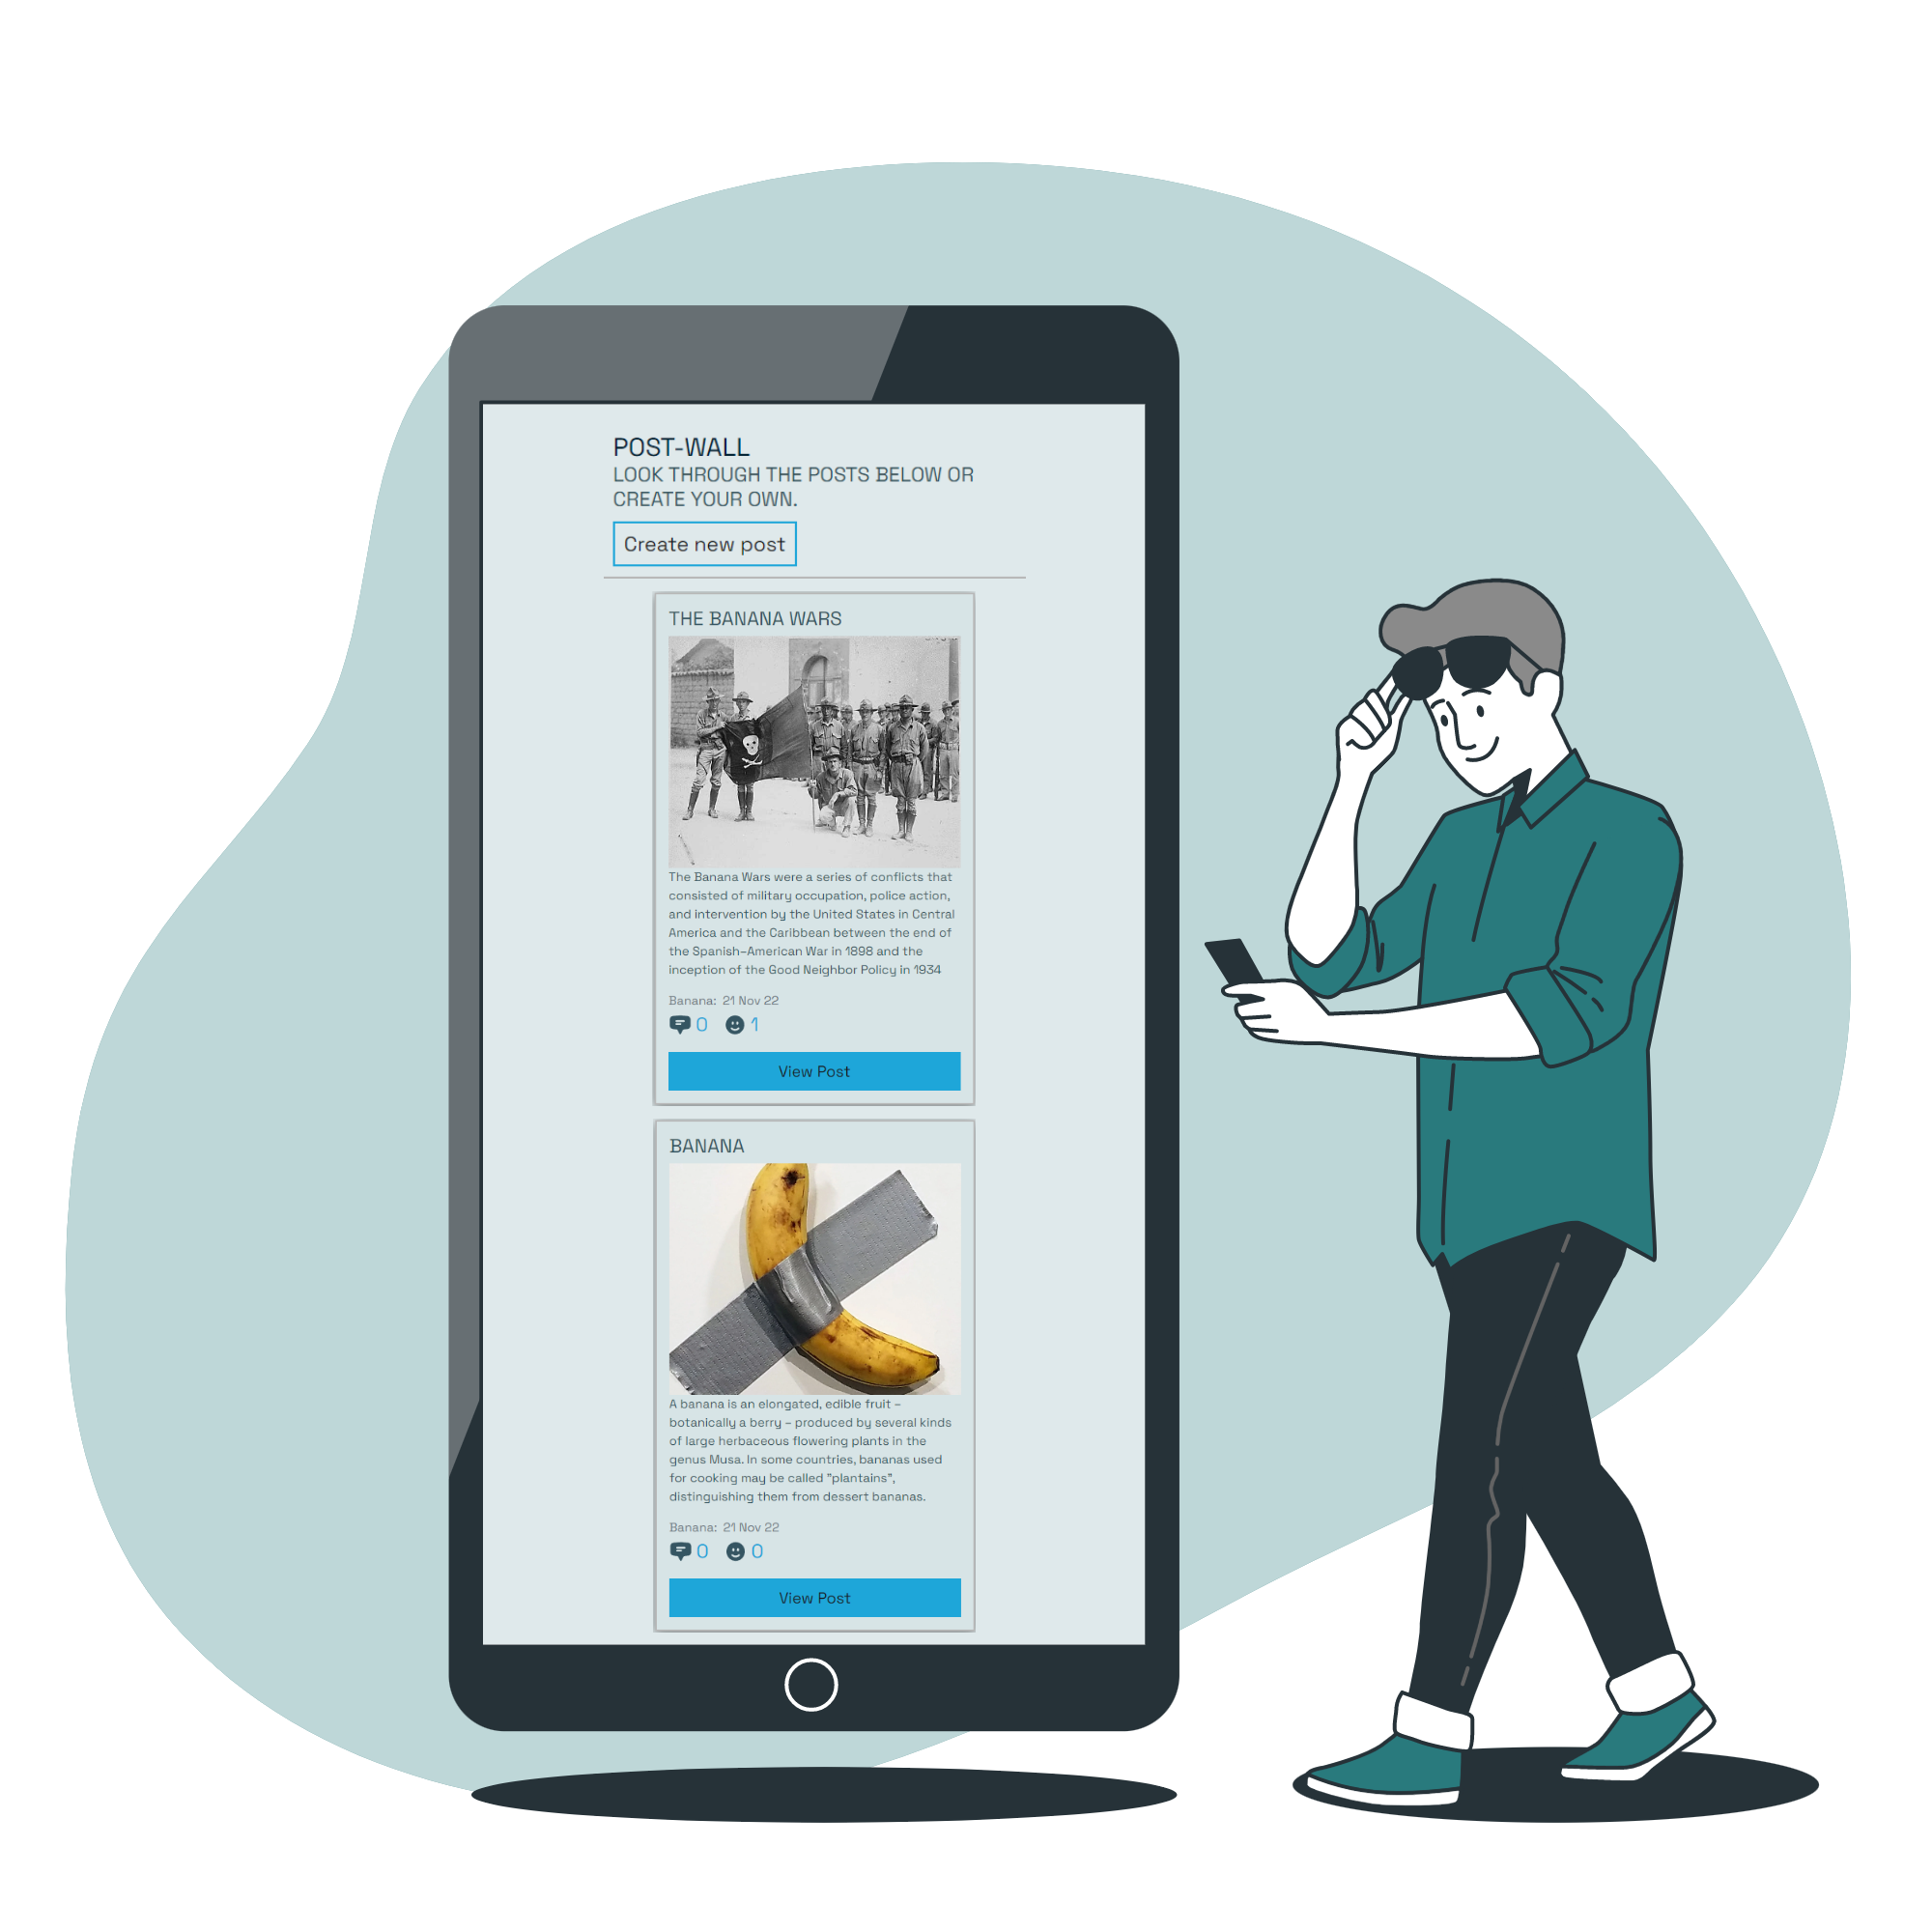 POST-WALL
LOOK THROUGH THE POSTS BELOW OR
CREATE YOUR OWN.
Create new post
THE BANANA WARS
The Banana Wars were a series of conflicts that
consisted of military occupation, police action,
and intervention by the United States in Central
America and the Caribbean between the end of
the Spanish–American War in 1898 and the
inception of the Good Neighbor Policy in 1934
Banana: 21 Nov 22
0 1
View Post
BANANA
A banana is an elongated, edible fruit –
botanically a berry – produced by several kinds
of large herbaceous flowering plants in the
genus Musa. In some countries, bananas used
for cooking may be called "plantains",
distinguishing them from dessert bananas.
Banana: 21 Nov 22
0 0
View Post